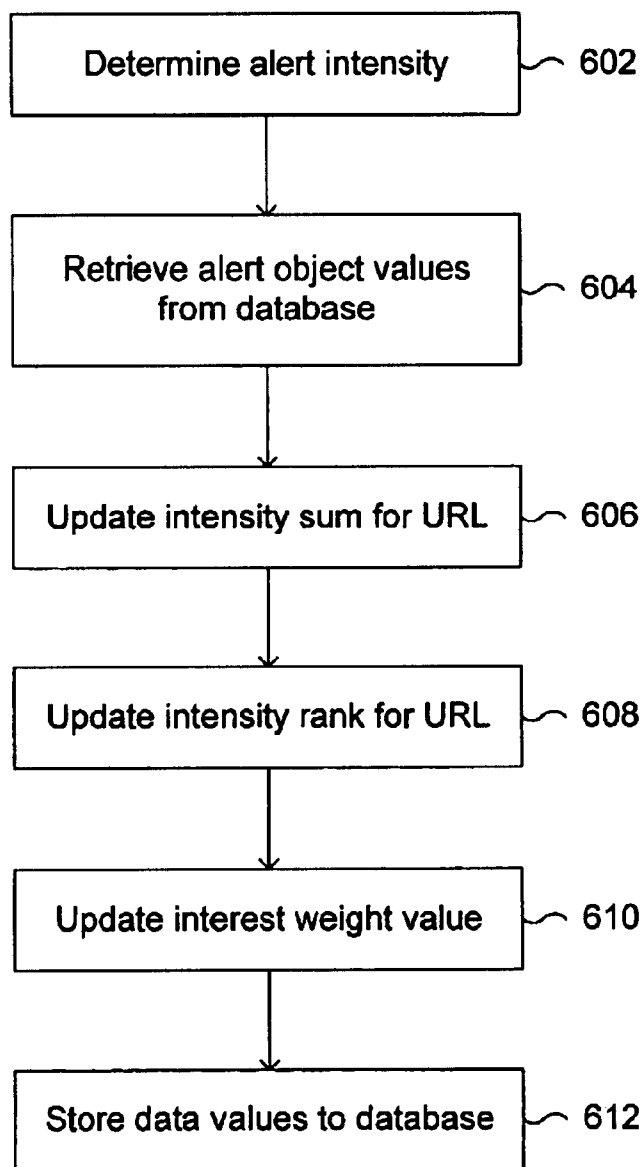 Determine alert intensity 602
Retrieve alert object values
from database 604
Update intensity sum for URL 606
Update intensity rank for URL 608
Update interest weight value 610
Store data values to database 612